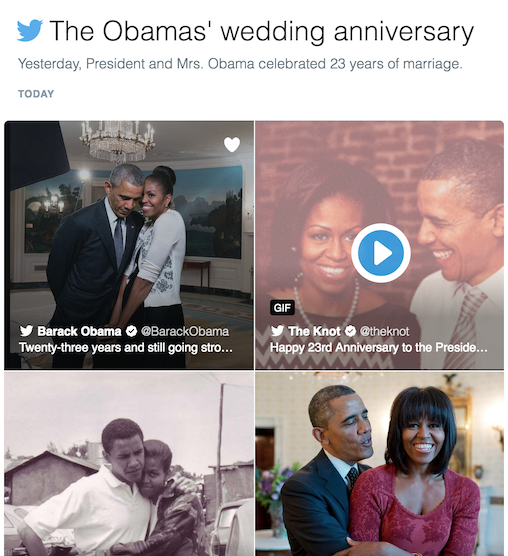 The Obamas' wedding anniversary
Yesterday, President and Mrs. Obama celebrated 23 years of marriage.
TODAY
GIF
Barack Obama @BarackObama
Twenty-three years and still going stro...
The Knot @theknot
Happy 23rd Anniversary to the Preside...